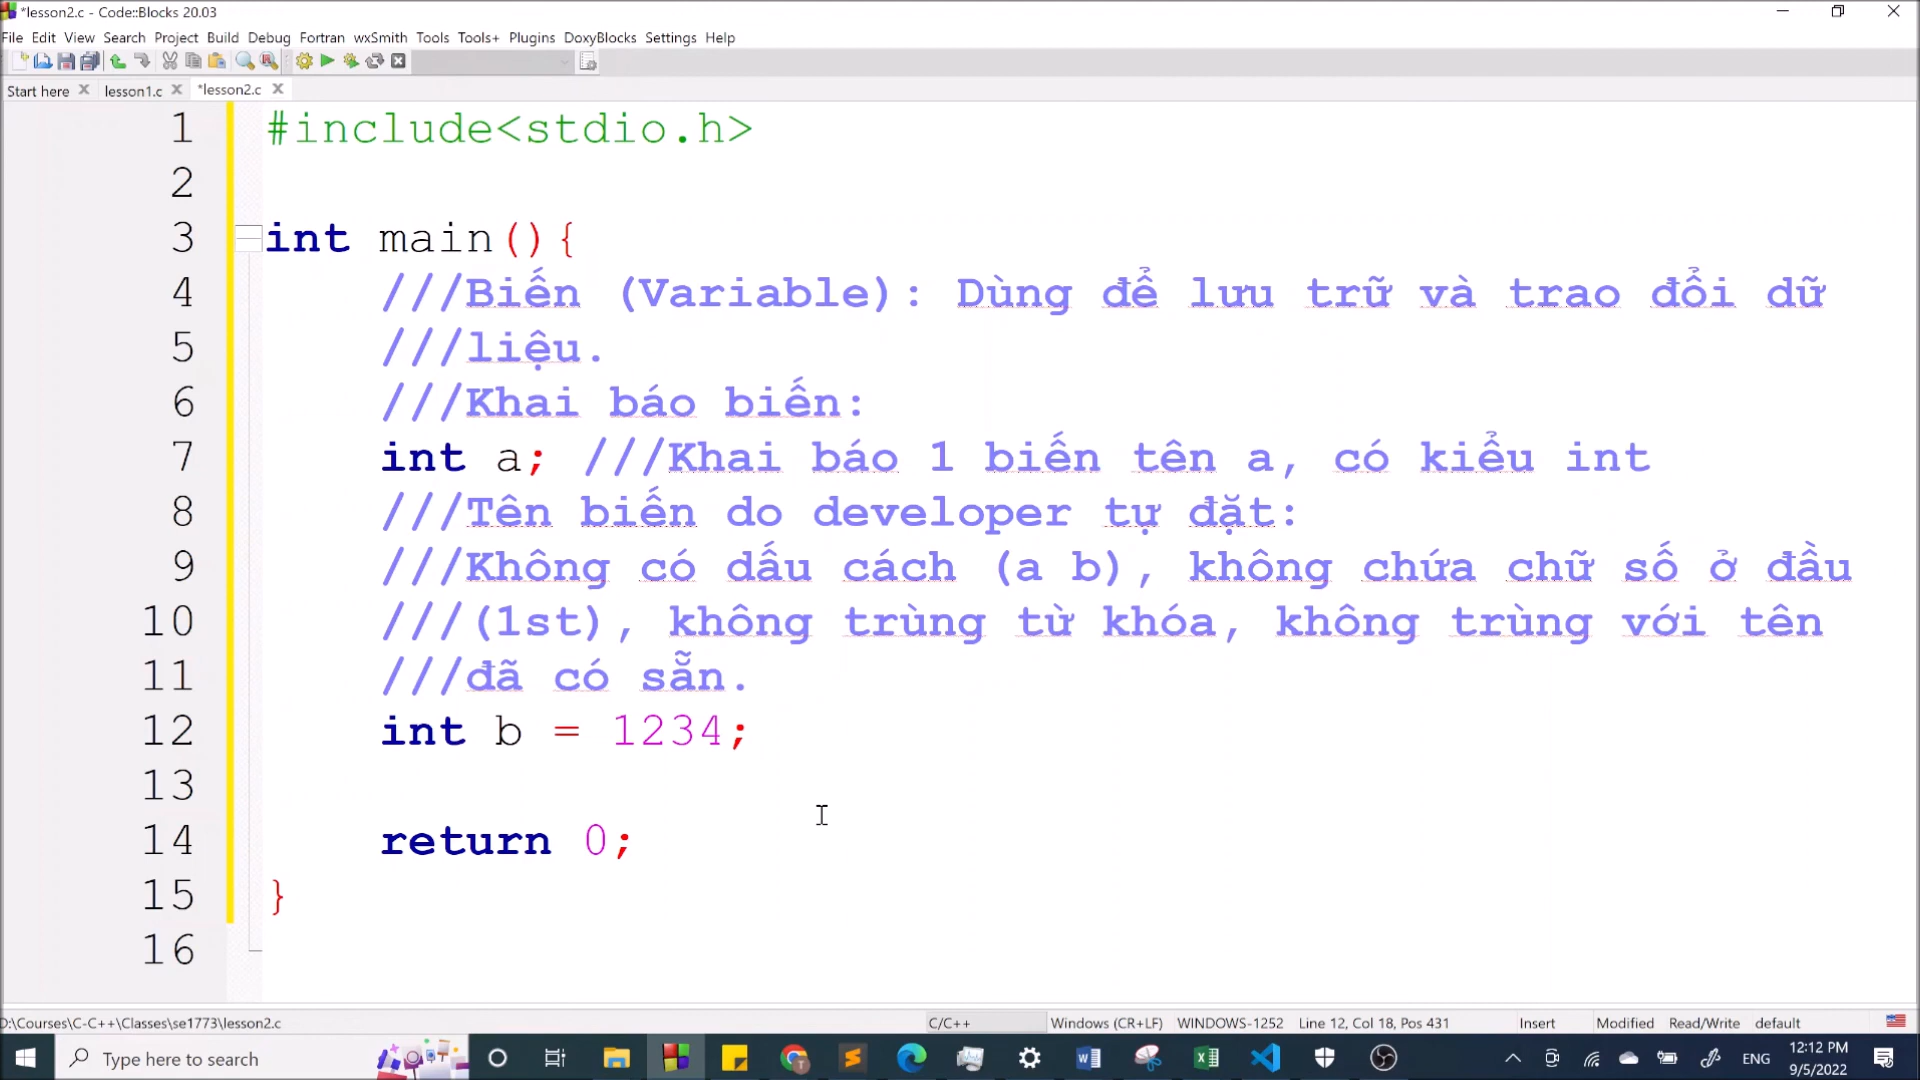 *lesson2.c - Code::Blocks 20.03
File Edit View Search Project Build Debug Fortran wxSmith Tools Tools+ Plugins DoxyBlocks Settings Help
Start here lesson1.c *lesson2.c
1 #include<stdio.h>
2
3 int main(){
4 ///Biến (Variable): Dùng để lưu trữ và trao đổi dữ
5 ///liệu.
6 ///Khai báo biến:
7 int a; ///Khai báo 1 biến tên a, có kiểu int
8 ///Tên biến do developer tự đặt:
9 ///Không có dấu cách (a b), không chứa chữ số ở đầu
10 ///(1st), không trùng từ khóa, không trùng với tên
11 ///đã có sẵn.
12 int b = 1234;
13
14 return 0;
15 }
16
D:\Courses\C-C++\Classes\se1773\lesson2.c C/C++ Windows (CR+LF) WINDOWS-1252 Line 12, Col 18, Pos 431 Insert Modified Read/Write default
Type here to search ENG 12:12 PM
9/5/2022